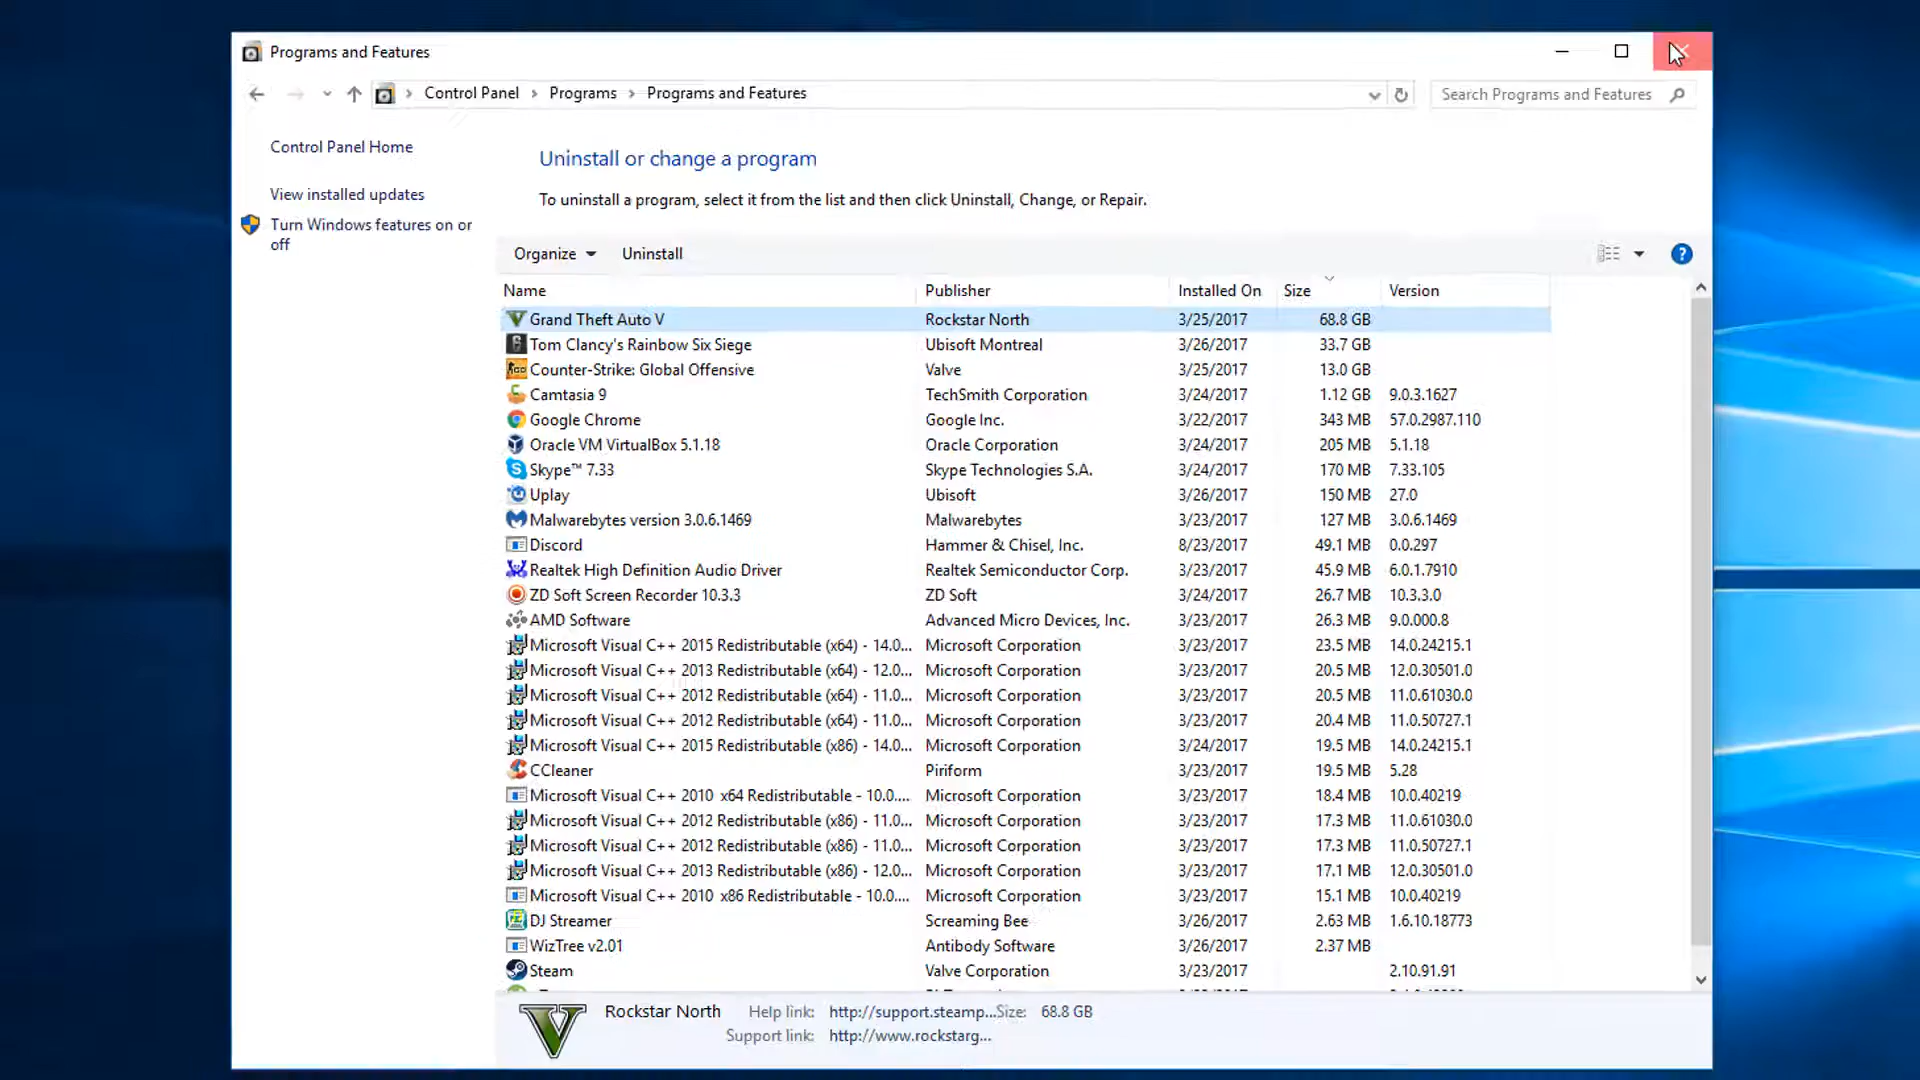 Programs and Features
Control Panel > Programs > Programs and Features
Search Programs and Features
Control Panel Home
View installed updates
Turn Windows features on or
off
Uninstall or change a program
To uninstall a program, select it from the list and then click Uninstall, Change, or Repair.
Organize Uninstall
Name Publisher Installed On Size Version
Grand Theft Auto V Rockstar North 3/25/2017 68.8 GB
Tom Clancy's Rainbow Six Siege Ubisoft Montreal 3/26/2017 33.7 GB
Counter-Strike: Global Offensive Valve 3/25/2017 13.0 GB
Camtasia 9 TechSmith Corporation 3/24/2017 1.12 GB 9.0.3.1627
Google Chrome Google Inc. 3/22/2017 343 MB 57.0.2987.110
Oracle VM VirtualBox 5.1.18 Oracle Corporation 3/24/2017 205 MB 5.1.18
Skype™ 7.33 Skype Technologies S.A. 3/24/2017 170 MB 7.33.105
Uplay Ubisoft 3/26/2017 150 MB 27.0
Malwarebytes version 3.0.6.1469 Malwarebytes 3/23/2017 127 MB 3.0.6.1469
Discord Hammer & Chisel, Inc. 8/23/2017 49.1 MB 0.0.297
Realtek High Definition Audio Driver Realtek Semiconductor Corp. 3/23/2017 45.9 MB 6.0.1.7910
ZD Soft Screen Recorder 10.3.3 ZD Soft 3/24/2017 26.7 MB 10.3.3.0
AMD Software Advanced Micro Devices, Inc. 3/23/2017 26.3 MB 9.0.000.8
Microsoft Visual C++ 2015 Redistributable (x64) - 14.0... Microsoft Corporation 3/23/2017 23.5 MB 14.0.24215.1
Microsoft Visual C++ 2013 Redistributable (x64) - 12.0... Microsoft Corporation 3/23/2017 20.5 MB 12.0.30501.0
Microsoft Visual C++ 2012 Redistributable (x64) - 11.0... Microsoft Corporation 3/23/2017 20.5 MB 11.0.61030.0
Microsoft Visual C++ 2012 Redistributable (x64) - 11.0... Microsoft Corporation 3/23/2017 20.4 MB 11.0.50727.1
Microsoft Visual C++ 2015 Redistributable (x86) - 14.0... Microsoft Corporation 3/24/2017 19.5 MB 14.0.24215.1
CCleaner Piriform 3/23/2017 19.5 MB 5.28
Microsoft Visual C++ 2010 x64 Redistributable - 10.0.... Microsoft Corporation 3/23/2017 18.4 MB 10.0.40219
Microsoft Visual C++ 2012 Redistributable (x86) - 11.0... Microsoft Corporation 3/23/2017 17.3 MB 11.0.61030.0
Microsoft Visual C++ 2012 Redistributable (x86) - 11.0... Microsoft Corporation 3/23/2017 17.3 MB 11.0.50727.1
Microsoft Visual C++ 2013 Redistributable (x86) - 12.0... Microsoft Corporation 3/23/2017 17.1 MB 12.0.30501.0
Microsoft Visual C++ 2010 x86 Redistributable - 10.0.... Microsoft Corporation 3/23/2017 15.1 MB 10.0.40219
DJ Streamer Screaming Bee 3/26/2017 2.63 MB 1.6.10.18773
WizTree v2.01 Antibody Software 3/26/2017 2.37 MB
Steam Valve Corporation 3/23/2017 2.10.91.91
Rockstar North Help link: http://support.steamp... Size: 68.8 GB
Support link: http://www.rockstarg...